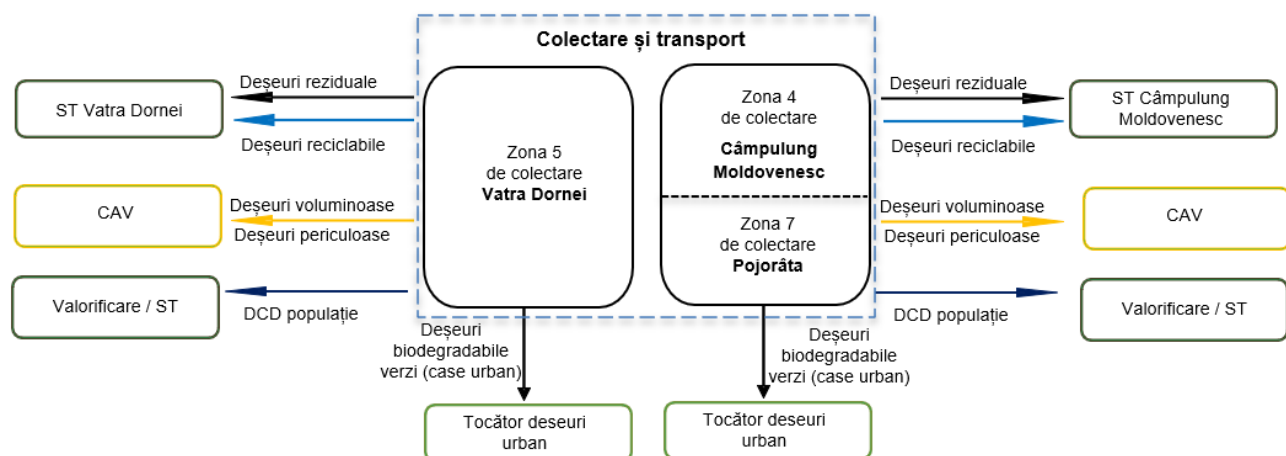 Colectare și transport
Deșeuri reziduale
ST Vatra Dornei
Deșeuri reciclabile
CAV
Deșeuri voluminoase
Deșeuri periculoase
Valorificare / ST
DCD populație
Zona 5
de colectare
Vatra Dornei
Zona 4
de colectare
Câmpulung
Moldovenesc
Zona 7
de colectare
Pojorâta
Deșeuri reziduale
ST Câmpulung
Moldovenesc
Deșeuri reciclabile
Deșeuri voluminoase
Deșeuri periculoase
CAV
DCD populație
Valorificare / ST
Deșeuri
biodegradabile
verzi (case urban)
Deșeuri
biodegradabile
verzi (case urban)
Tocător deseuri
urban
Tocător deseuri
urban